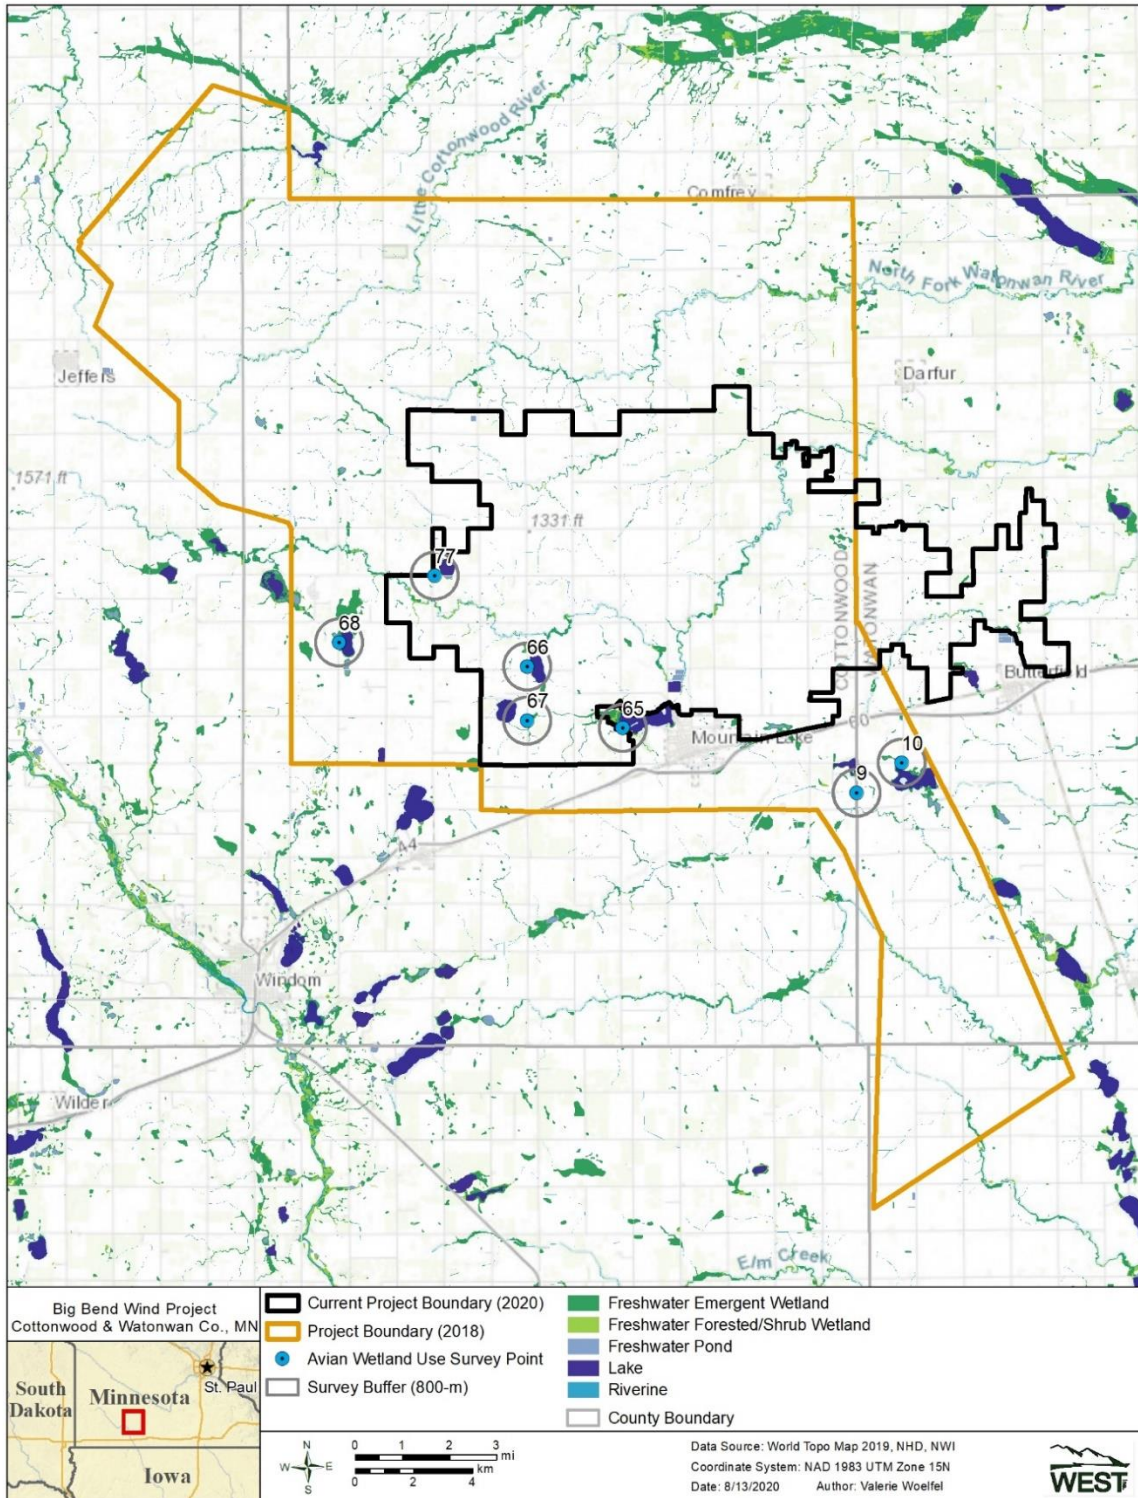 Little Cottonwood River
Comfrey
North Fork Watonwan River
Jeffers
Darfur
1571 ft
1331 ft
77
COTTONWOOD
WATONWAN
68
66
67
65
Butterfield
60
Mountain Lake
10
9
44
Windom
Wilder
Elm Creek
Big Bend Wind Project
Cottonwood & Watonwan Co., MN
South
Dakota
Minnesota
St. Paul
Iowa
Current Project Boundary (2020)
Project Boundary (2018)
Avian Wetland Use Survey Point
Survey Buffer (800-m)
Freshwater Emergent Wetland
Freshwater Forested/Shrub Wetland
Freshwater Pond
Lake
Riverine
County Boundary
N
W E
S
0 1 2 3
mi
km
0 2 4
Data Source: World Topo Map 2019, NHD, NWI
Coordinate System: NAD 1983 UTM Zone 15N
Date: 8/13/2020 Author: Valerie Woelfel
WEST